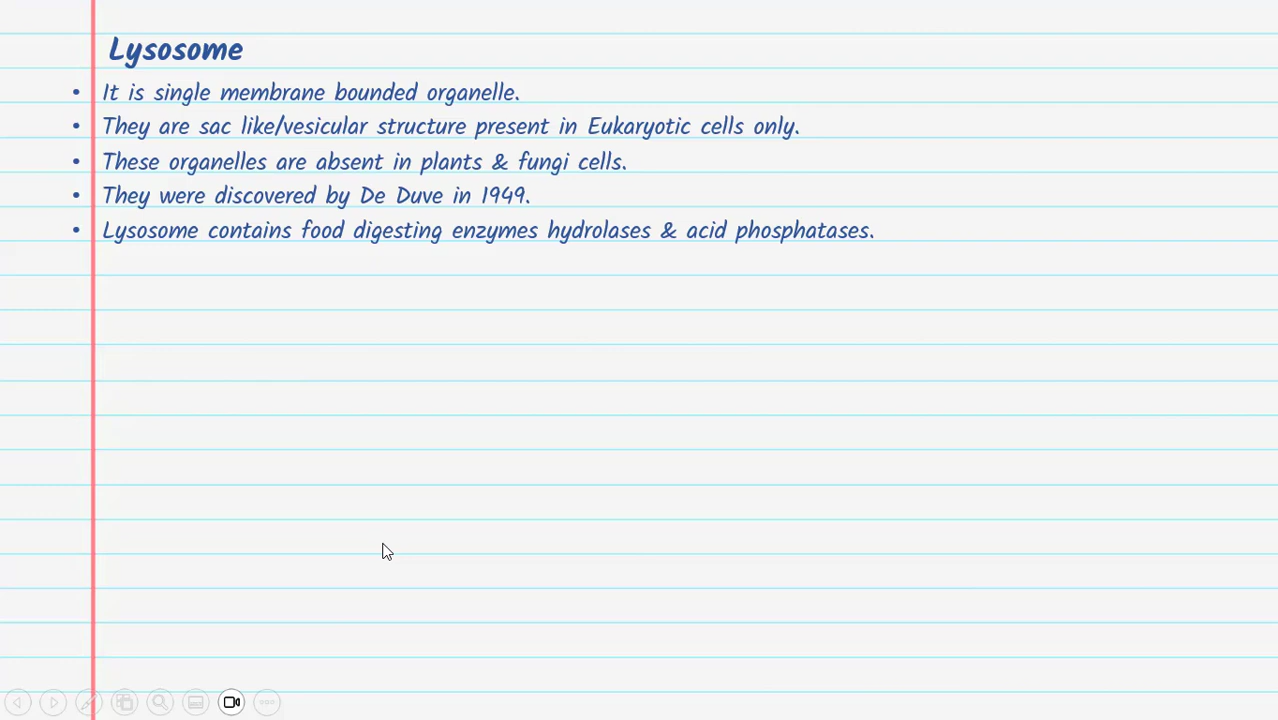 Lysosome
• It is single membrane bounded organelle.
• They are sac like/vesicular structure present in Eukaryotic cells only.
• These organelles are absent in plants & fungi cells.
• They were discovered by De Duve in 1949.
• Lysosome contains food digesting enzymes hydrolases & acid phosphatases.